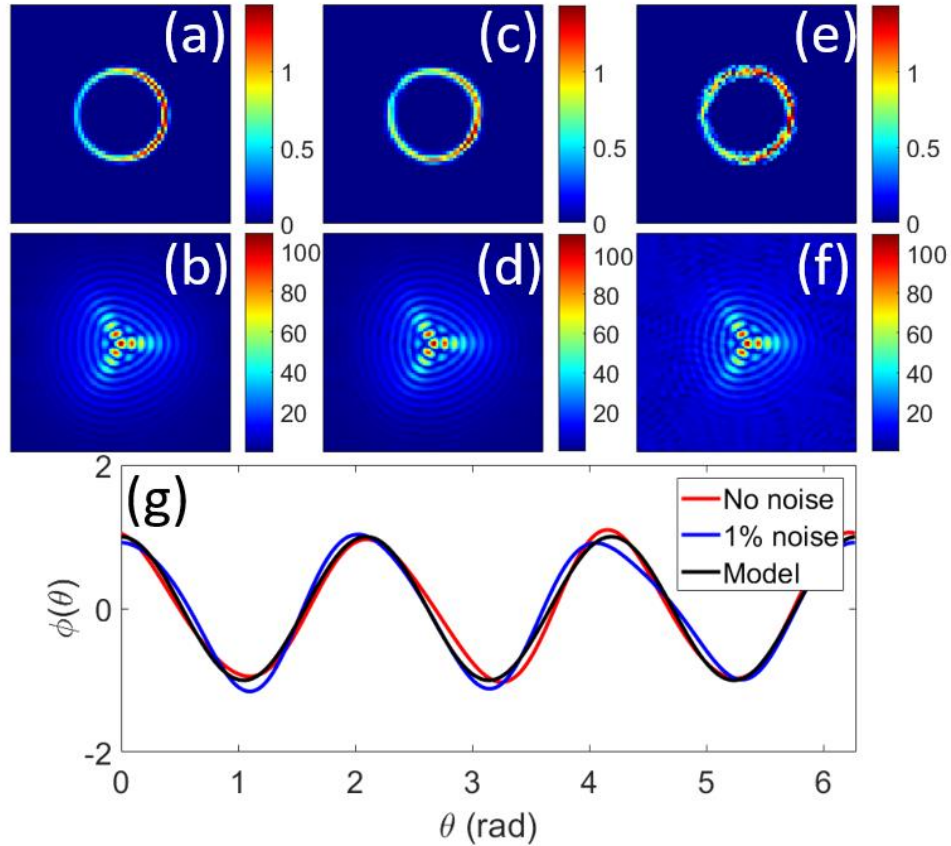 (a) (c) (e)
1 1 1
0.5 0.5 0.5
0 0 0
(b) (d) (f)
100 100 100
80 80 80
60 60 60
40 40 40
20 20 20
(g)
2
0
-2
ϕ(θ)
No noise
1% noise
Model
0 1 2 3 4 5 6
θ (rad)